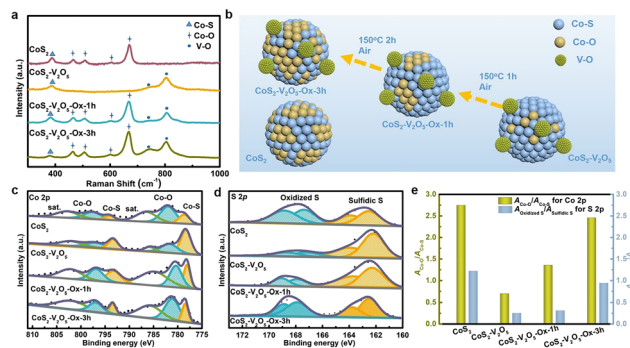 a
Co-S
Co-O
V-O
CoS2
CoS2-V2O5
CoS2-V2O5-Ox-1h
CoS2-V2O5-Ox-3h
Intensity (a.u.)
400 600 800 1000
Raman Shift (cm-1)
b
150°C 2h
Air
150°C 1h
Air
Co-S
Co-O
V-O
CoS2-V2O5-Ox-3h
CoS2-V2O5-Ox-1h
CoS2
CoS2-V2O5
c
Co 2p
Co-O
sat.
Co-S
sat.
Co-O
Co-S
CoS2
CoS2-V2O5
CoS2-V2O5-Ox-1h
CoS2-V2O5-Ox-3h
Intensity (a.u.)
810 805 800 795 790 785 780 775
Binding energy (eV)
d
S 2p
Oxidized S
Sulfidic S
CoS2
CoS2-V2O5
CoS2-V2O5-Ox-1h
CoS2-V2O5-Ox-3h
Intensity (a.u.)
172 170 168 166 164 162 160
Binding energy (eV)
e
ACo-O/ACo-S for Co 2p
AOxidized S/ASulfidic S for S 2p
ACo-O/ACo-S
3.0
2.5
2.0
1.5
1.0
0.5
0.0
3.0
2.5
2.0
1.5
1.0
0.5
0.0
CoS2
CoS2-V2O5
CoS2-V2O5-Ox-1h
CoS2-V2O5-Ox-3h